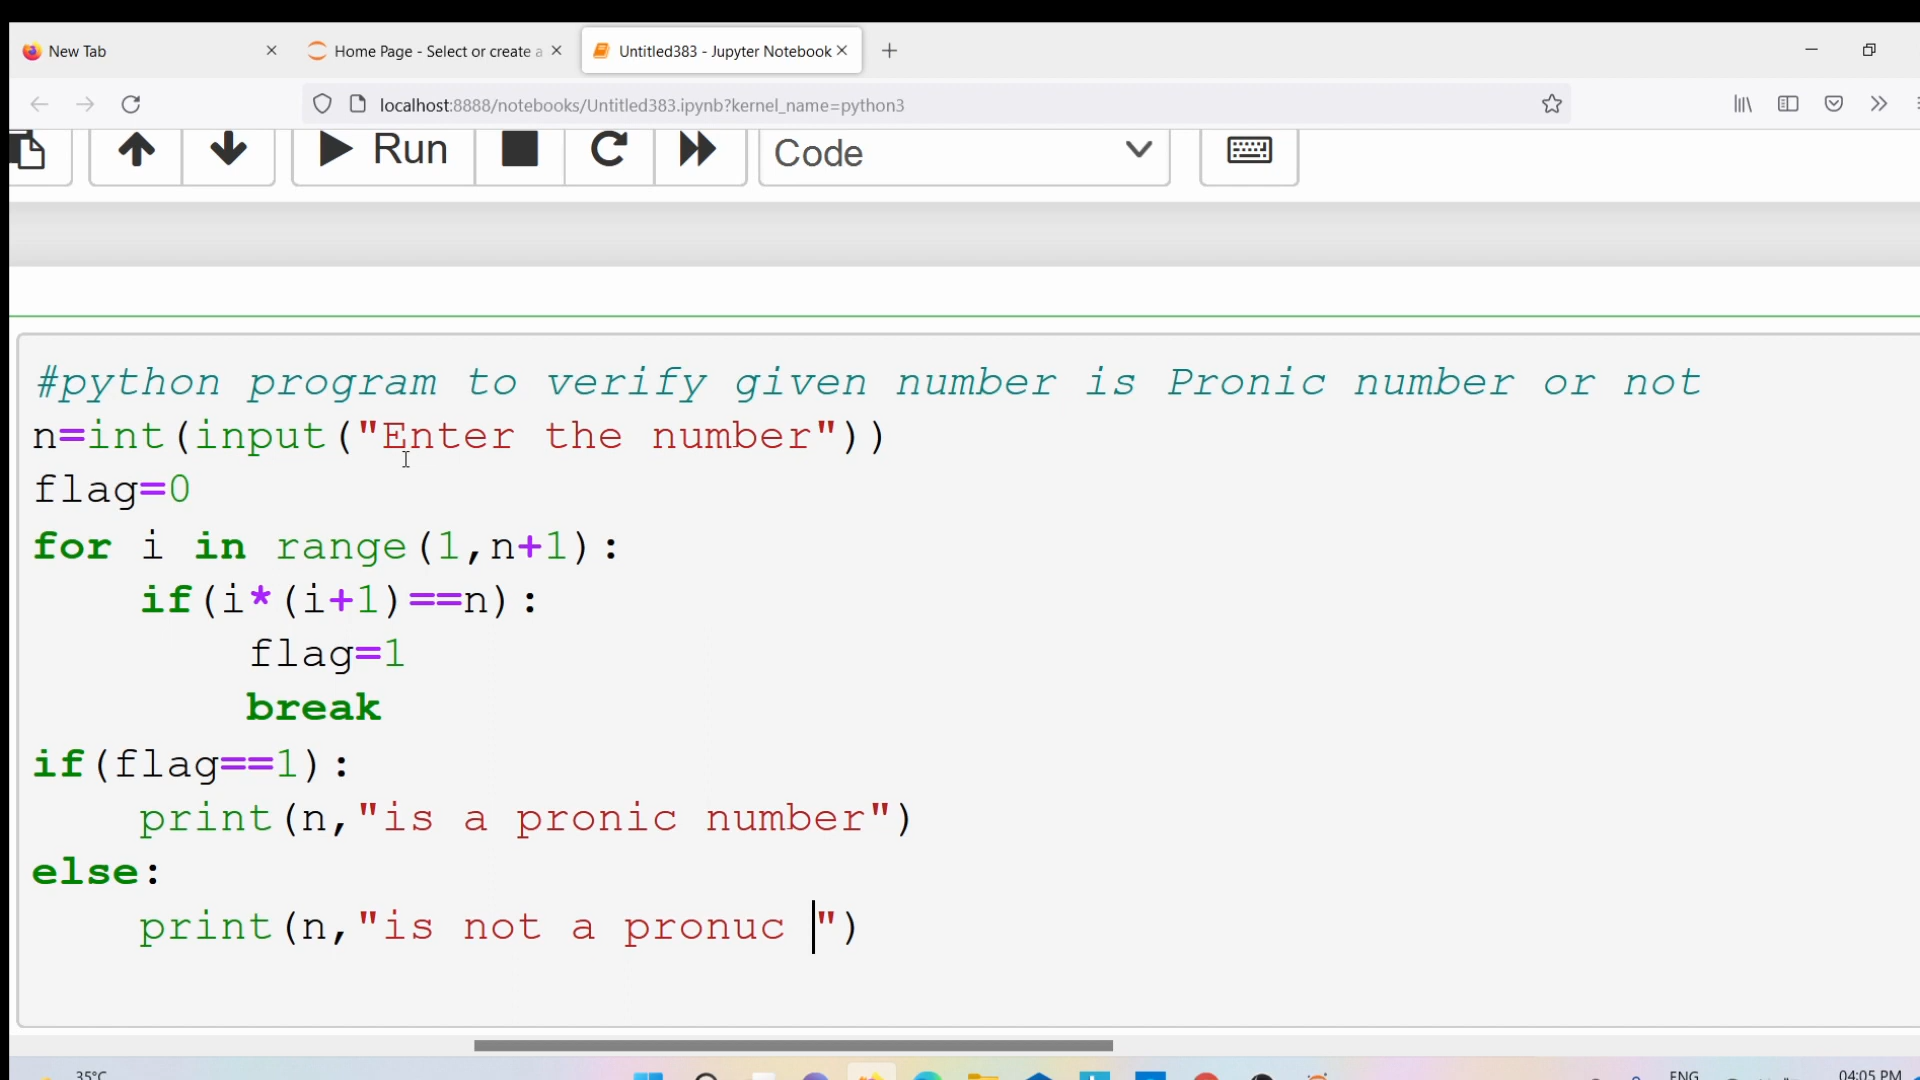 New Tab
Home Page - Select or create a
Untitled383 - Jupyter Notebook
localhost:8888/notebooks/Untitled383.ipynb?kernel_name=python3
Run
Code
#python program to verify given number is Pronic number or not
n=int(input("Enter the number"))
flag=0
for i in range(1,n+1):
    if(i*(i+1)==n):
        flag=1
        break
if(flag==1):
    print(n,"is a pronic number")
else:
    print(n,"is not a pronuc ")
35°C
ENG
04:05 PM